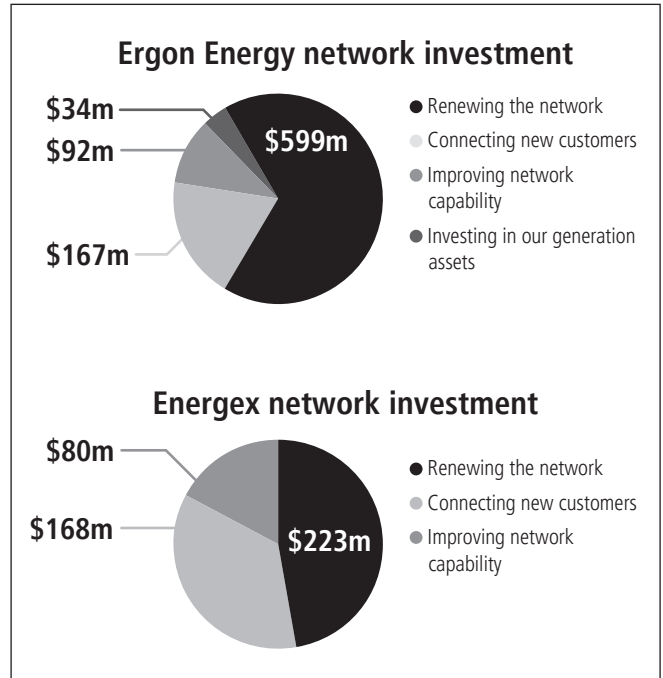 Ergon Energy network investment
$34m
$92m
$167m
$599m
Renewing the network
Connecting new customers
Improving network
capability
Investing in our generation
assets
Energex network investment
$80m
$168m
$223m
Renewing the network
Connecting new customers
Improving network
capability